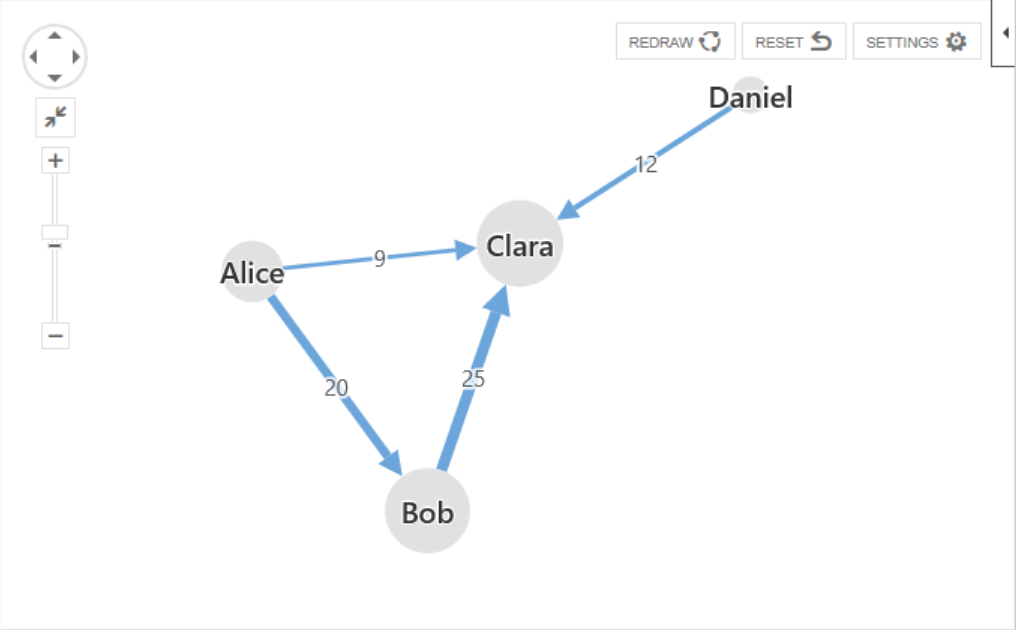 REDRAW
RESET
SETTINGS
Daniel
12
Clara
Alice
9
20
25
Bob